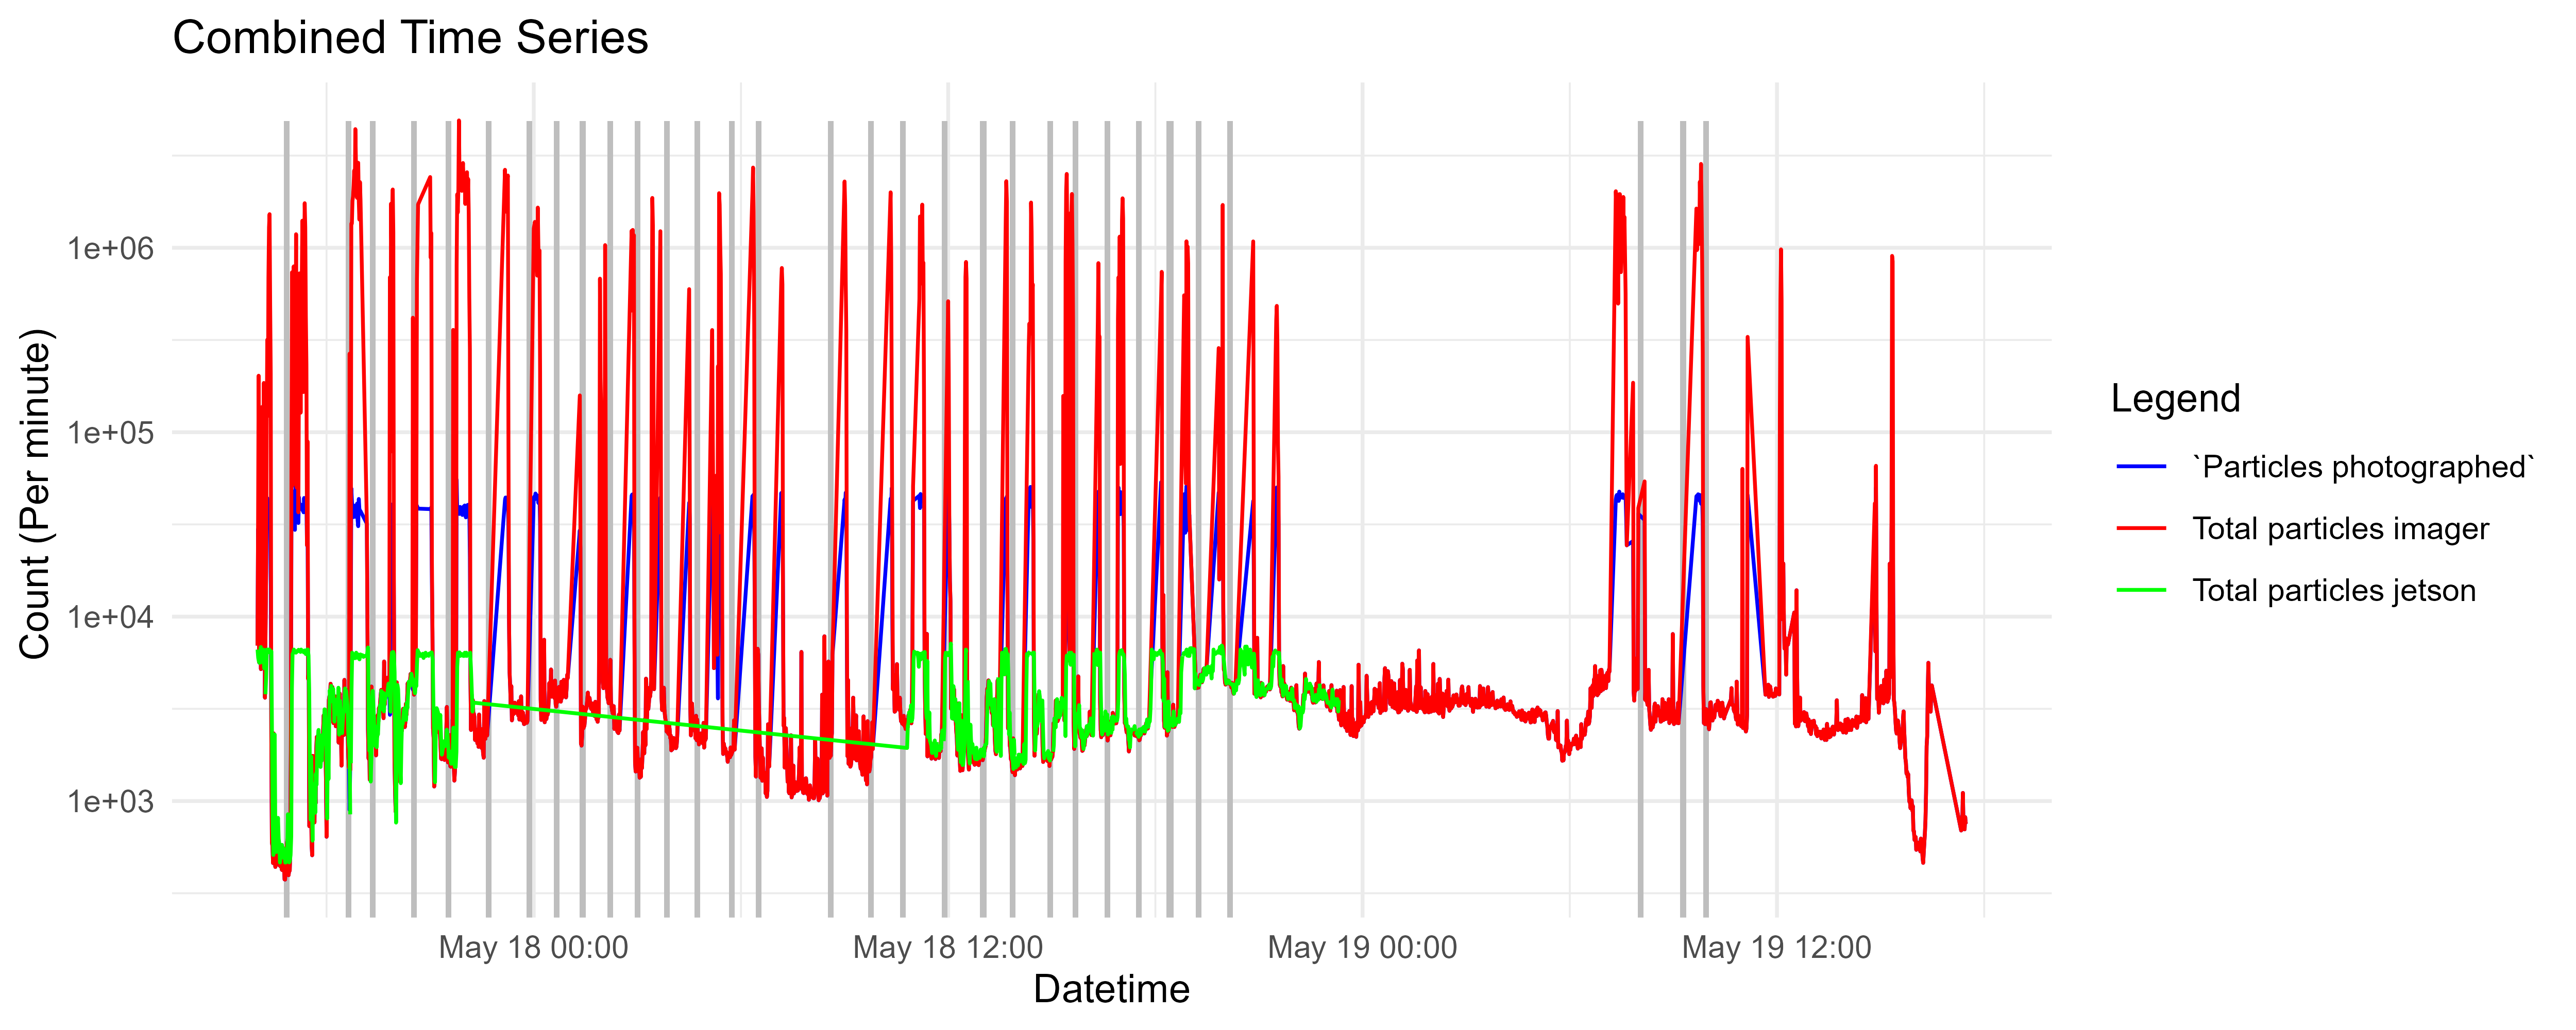 Combined Time Series
1e+06
1e+05
1e+04
1e+03
Count (Per minute)
May 18 00:00
May 18 12:00
May 19 00:00
May 19 12:00
Datetime
Legend
`Particles photographed`
Total particles imager
Total particles jetson